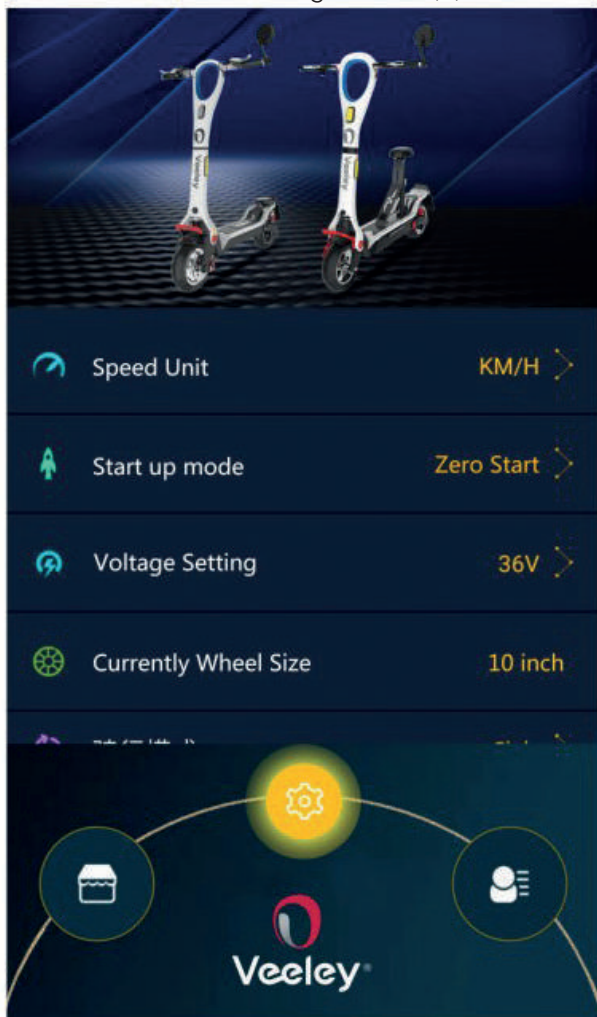 Veeley
Veeley
Speed Unit KM/H
Start up mode Zero Start
Voltage Setting 36V
Currently Wheel Size 10 inch
Veeley®